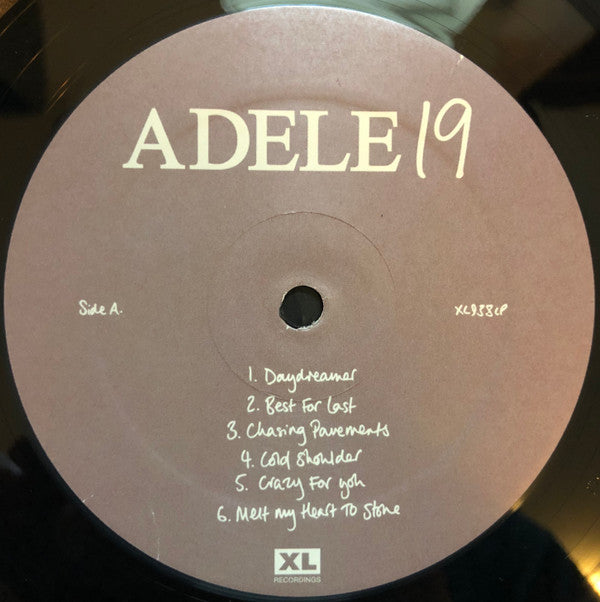 ADELE 19
Side A.
XL933LP
1. Daydreamer
2. Best For Last
3. Chasing Pavements
4. Cold Shoulder
5. Crazy For you
6. Melt my Heart To Stone
XL
RECORDINGS